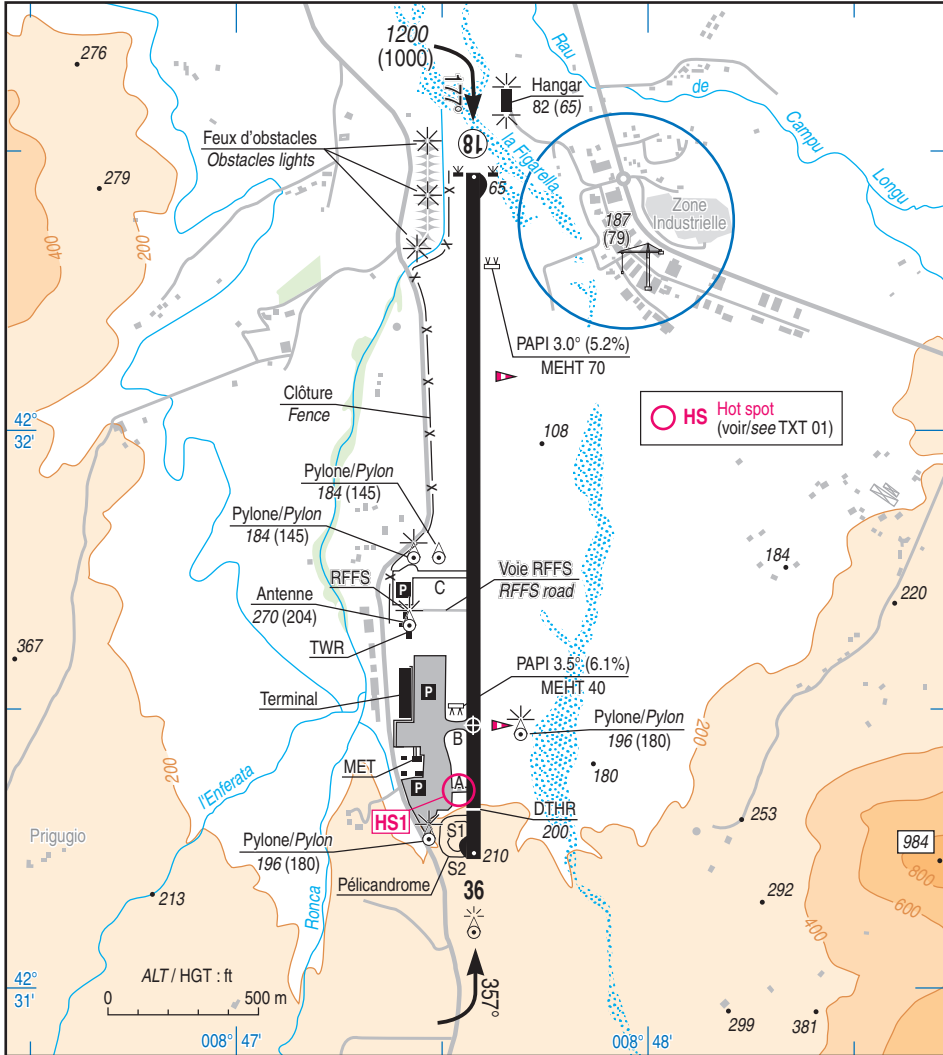 276
1200
(1000)
177°
Hangar
82 (65)
Rau
de
Campu
Longu
Feux d'obstacles
Obstacles lights
18
la Figarella
65
279
400
200
187
(79)
Zone
Industrielle
PAPI 3.0° (5.2%)
MEHT 70
Clôture
Fence
HS Hot spot
(voir/see TXT 01)
42°
32'
108
Pylone/Pylon
184 (145)
Pylone/Pylon
184 (145)
184
RFFS
P
C
Voie RFFS
RFFS road
220
Antenne
270 (204)
TWR
367
PAPI 3.5° (6.1%)
MEHT 40
Terminal
P
Pylone/Pylon
196 (180)
200
B
MET
180
200
l'Enferata
P
A
HS1
DTHR
200
253
Prigugio
Pylone/Pylon
196 (180)
S1
S2
210
984
800
600
400
Pélicandrome
36
213
Ronca
292
ALT / HGT : ft
0 500 m
42°
31'
357°
299
381
008° 47'
008° 48'